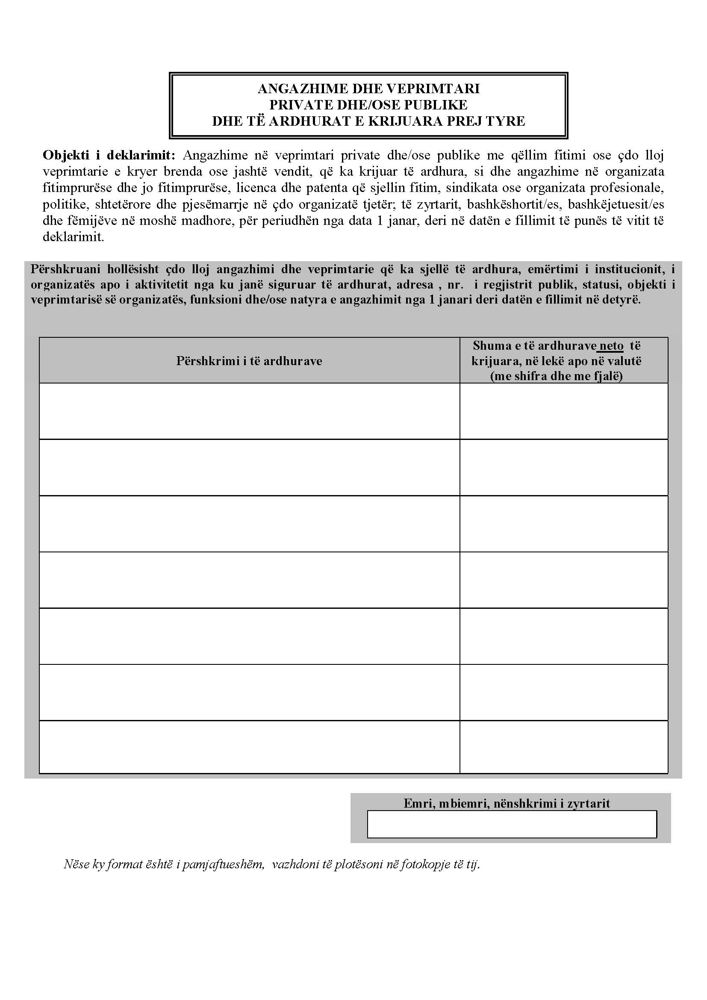 ANGAZHIME DHE VEPRIMTARI
PRIVATE DHE/OSE PUBLIKE
DHE TË ARDHURAT E KRIJUARA PREJ TYRE
Objekti i deklarimit: Angazhime në veprimtari private dhe/ose publike me qëllim fitimi ose çdo lloj
veprimtarie e kryer brenda ose jashtë vendit, që ka krijuar të ardhura, si dhe angazhime në organizata
fitimprurëse dhe jo fitimprurëse, licenca dhe patenta që sjellin fitim, sindikata ose organizata profesionale,
politike, shtetërore dhe pjesëmarrje në çdo organizatë tjetër; të zyrtarit, bashkëshortit/es, bashkëjetuesit/es
dhe fëmijëve në moshë madhore, për periudhën nga data 1 janar, deri në datën e fillimit të punës të vitit të
deklarimit.
Përshkruani hollësisht çdo lloj angazhimi dhe veprimtarie që ka sjellë të ardhura, emërtimi i institucionit, i
organizatës apo i aktivitetit nga ku janë siguruar të ardhurat, adresa , nr. i regjistrit publik, statusi, objekti i
veprimtarisë së organizatës, funksioni dhe/ose natyra e angazhimit nga 1 janari deri datën e fillimit në detyrë.
Përshkrimi i të ardhurave
Shuma e të ardhurave neto të
krijuara, në lekë apo në valutë
(me shifra dhe me fjalë)
Emri, mbiemri, nënshkrimi i zyrtarit
Nëse ky format është i pamjaftueshëm, vazhdoni të plotësoni në fotokopje të tij.